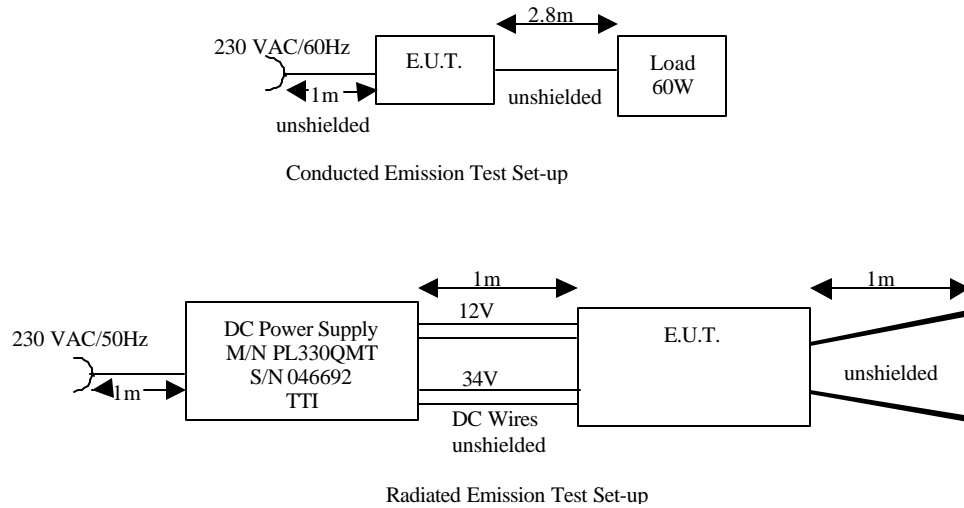 2.8m
230 VAC/60Hz
E.U.T.
Load
60W
1m
unshielded
unshielded
Conducted Emission Test Set-up
1m
1m
12V
230 VAC/50Hz
DC Power Supply
M/N PL330QMT
S/N 046692
TTI
E.U.T.
1m
34V
unshielded
DC Wires
unshielded
Radiated Emission Test Set-up